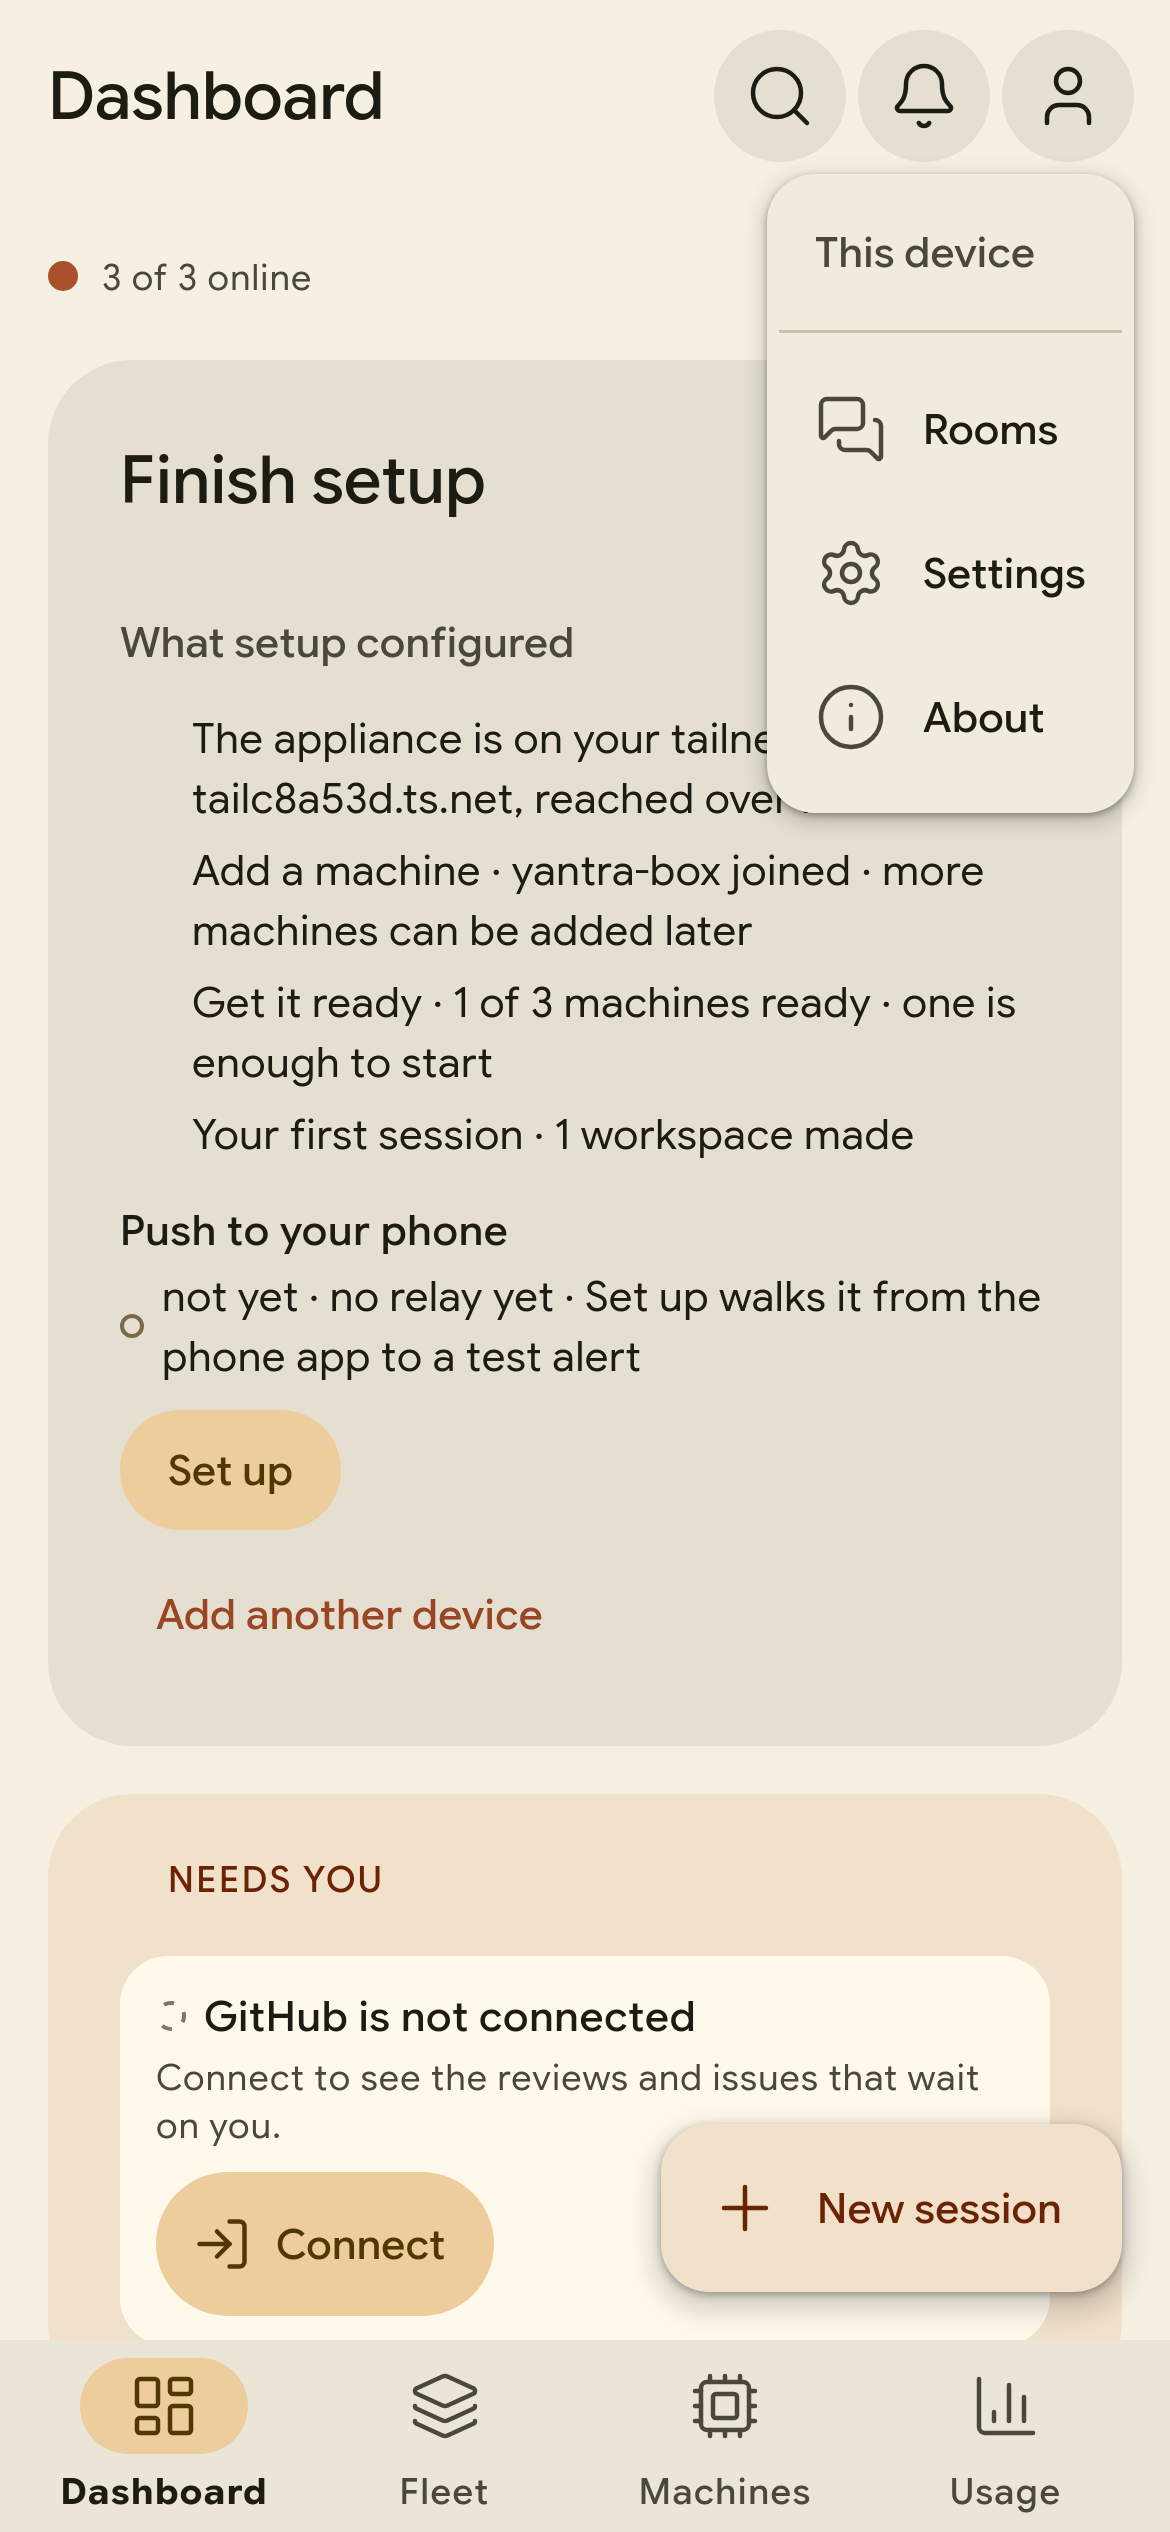 Dashboard
3 of 3 online
This device
Rooms
Settings
About
Finish setup
What setup configured
The appliance is on your
tailc8a53d.ts.net, reached over
Add a machine · yantra-box joined · more
machines can be added later
Get it ready · 1 of 3 machines ready · one is
enough to start
Your first session · 1 workspace made
Push to your phone
not yet · no relay yet · Set up walks it from the
phone app to a test alert
Set up
Add another device
NEEDS YOU
GitHub is not connected
Connect to see the reviews and issues that wait
on you.
Connect
New session
Dashboard
Fleet
Machines
Usage